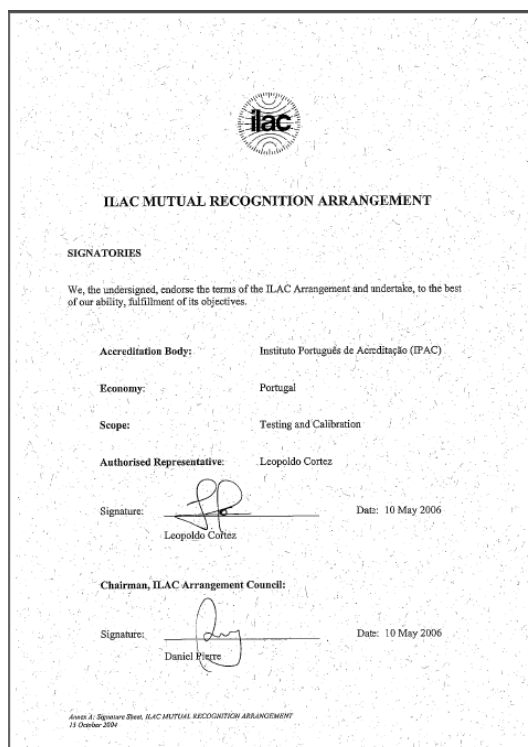 ilac
ILAC MUTUAL RECOGNITION ARRANGEMENT
SIGNATORIES
We, the undersigned, endorse the terms of the ILAC Arrangement and undertake, to the best
of our ability, fulfillment of its objectives.
Accreditation Body: Instituto Português de Acreditação (IPAC)
Economy: Portugal
Scope: Testing and Calibration
Authorised Representative: Leopoldo Cortez
Signature: Date: 10 May 2006
Leopoldo Cortez
Chairman, ILAC Arrangement Council:
Signature: Date: 10 May 2006
Daniel Pierre
Annex A: Signature Sheet, ILAC MUTUAL RECOGNITION ARRANGEMENT
15 October 2004